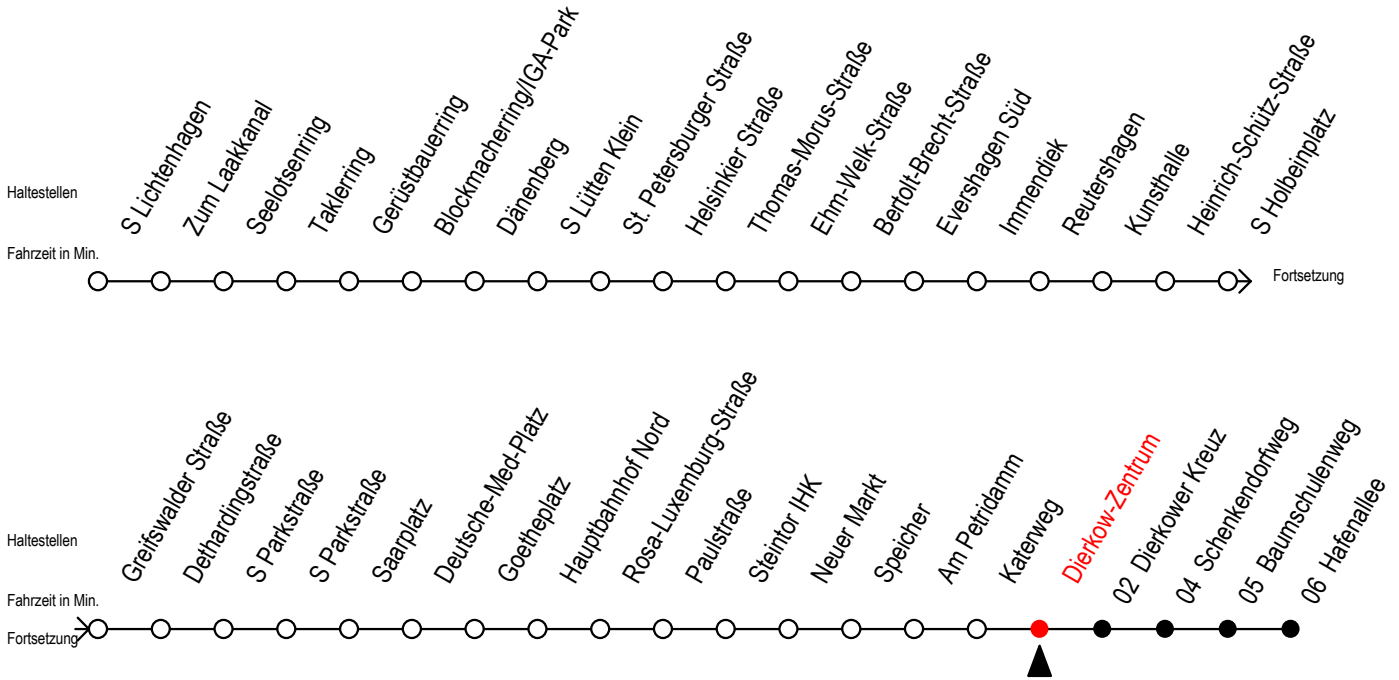 Haltestellen
S Lichtenhagen
Zum Laakkanal
Seelotsenring
Taklerring
Gerüstbauerring
Blockmacherring/IGA-Park
Dänenberg
S Lütten Klein
St. Petersburger Straße
Helsinkier Straße
Thomas-Morus-Straße
Ehm-Welk-Straße
Bertolt-Brecht-Straße
Evershagen Süd
Immendiek
Reutershagen
Kunsthalle
Heinrich-Schütz-Straße
S Holbeinplatz
Fahrzeit in Min.
Fortsetzung
Haltestellen
Greifswalder Straße
Dethardingstraße
S Parkstraße
S Parkstraße
Saarplatz
Deutsche-Med-Platz
Goetheplatz
Hauptbahnhof Nord
Rosa-Luxemburg-Straße
Paulstraße
Steintor IHK
Neuer Markt
Speicher
Am Petridamm
Katenweg
Dierkow-Zentrum
02 Dierkower Kreuz
04 Schenkendorfweg
05 Baumschulenweg
06 Hafenallee
Fahrzeit in Min.
Fortsetzung